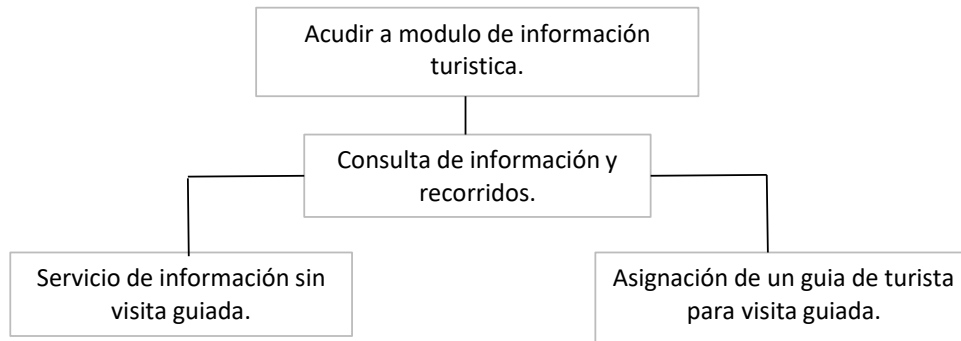 Acudir a modulo de información
turistica.
Consulta de información y
recorridos.
Servicio de información sin
visita guiada.
Asignación de un guia de turista
para visita guiada.